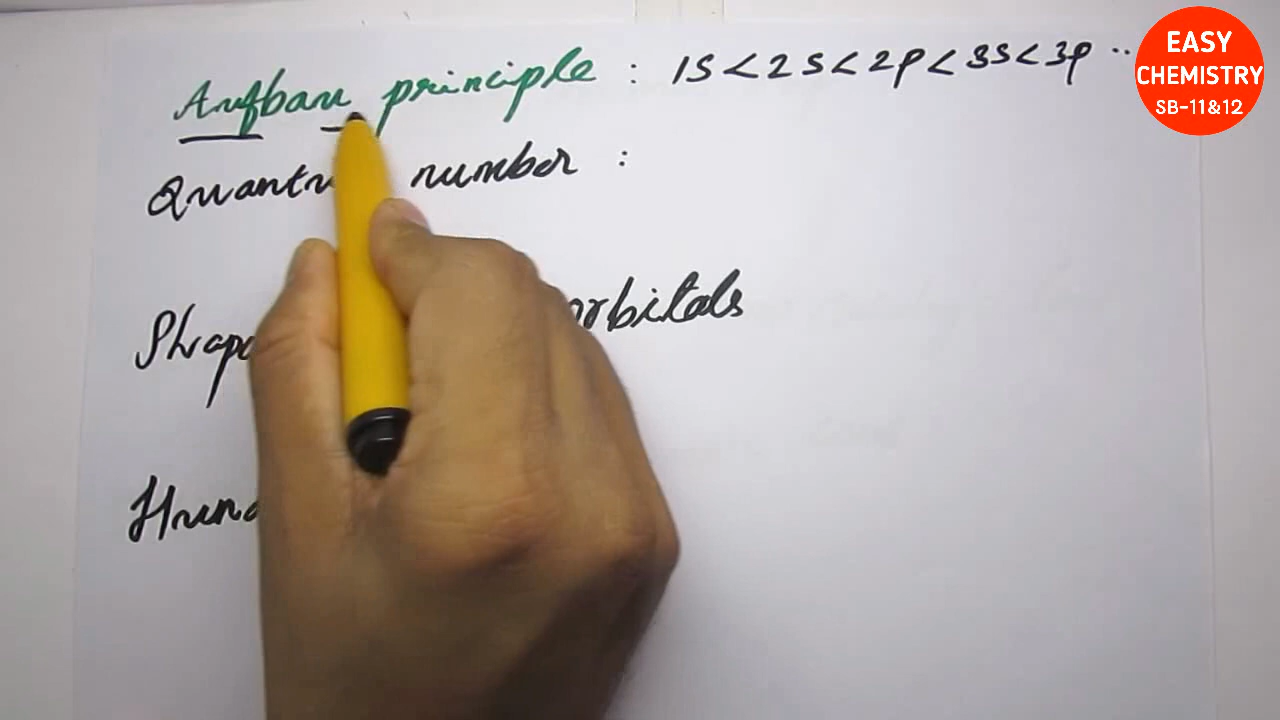 Aufbau principle : 1S < 2S < 2P < 3S < 3P ..
EASY
CHEMISTRY
SB-11&12
number :
orbitals